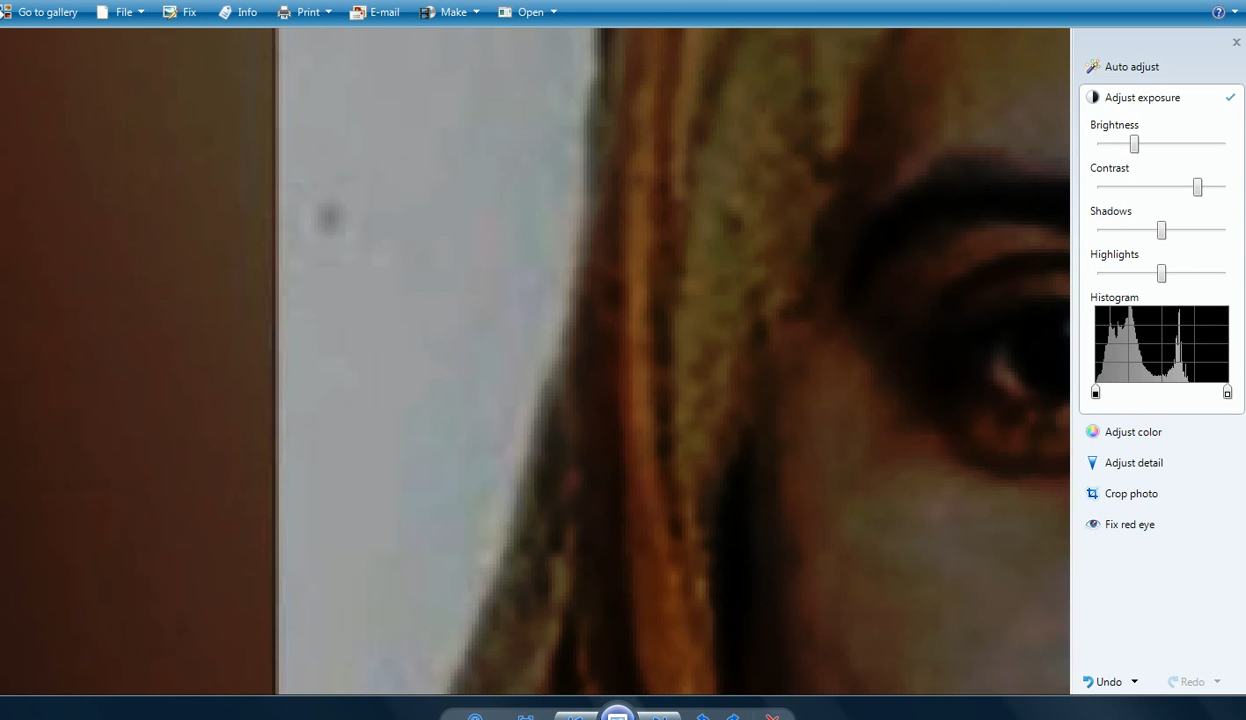 Go to gallery File Fix Info Print E-mail Make Open
Auto adjust
Adjust exposure
Brightness
Contrast
Shadows
Highlights
Histogram
Adjust color
Adjust detail
Crop photo
Fix red eye
Undo Redo